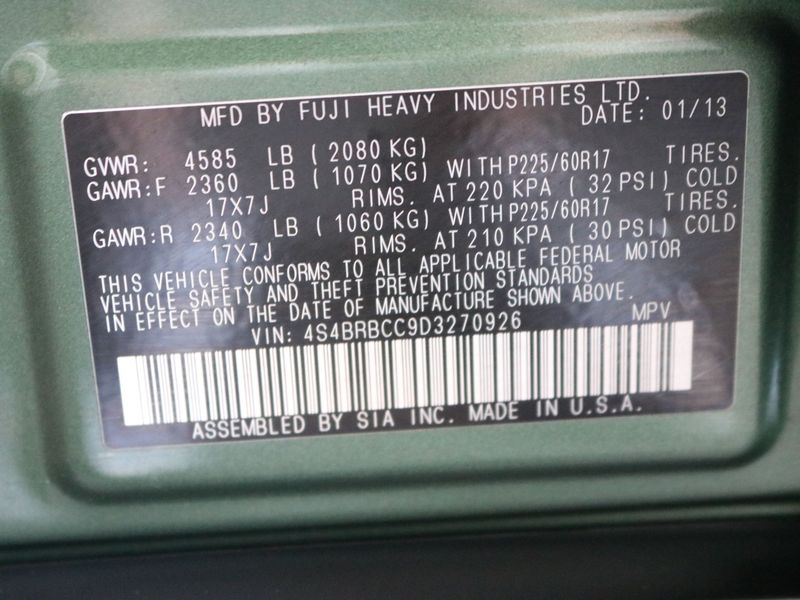 MFD BY FUJI HEAVY INDUSTRIES LTD.
DATE: 01/13
GVWR: 4585 LB ( 2080 KG)
GAWR:F 2360 LB ( 1070 KG) WITH P225/60R17 TIRES.
17X7J RIMS. AT 220 KPA ( 32 PSI) COLD
GAWR:R 2340 LB ( 1060 KG) WITH P225/60R17 TIRES.
17X7J RIMS. AT 210 KPA ( 30 PSI) COLD
THIS VEHICLE CONFORMS TO ALL APPLICABLE FEDERAL MOTOR
VEHICLE SAFETY AND THEFT PREVENTION STANDARDS
IN EFFECT ON THE DATE OF MANUFACTURE SHOWN ABOVE.
VIN: 4S4BRBCC9D3270926 MPV
ASSEMBLED BY SIA INC. MADE IN U.S.A.